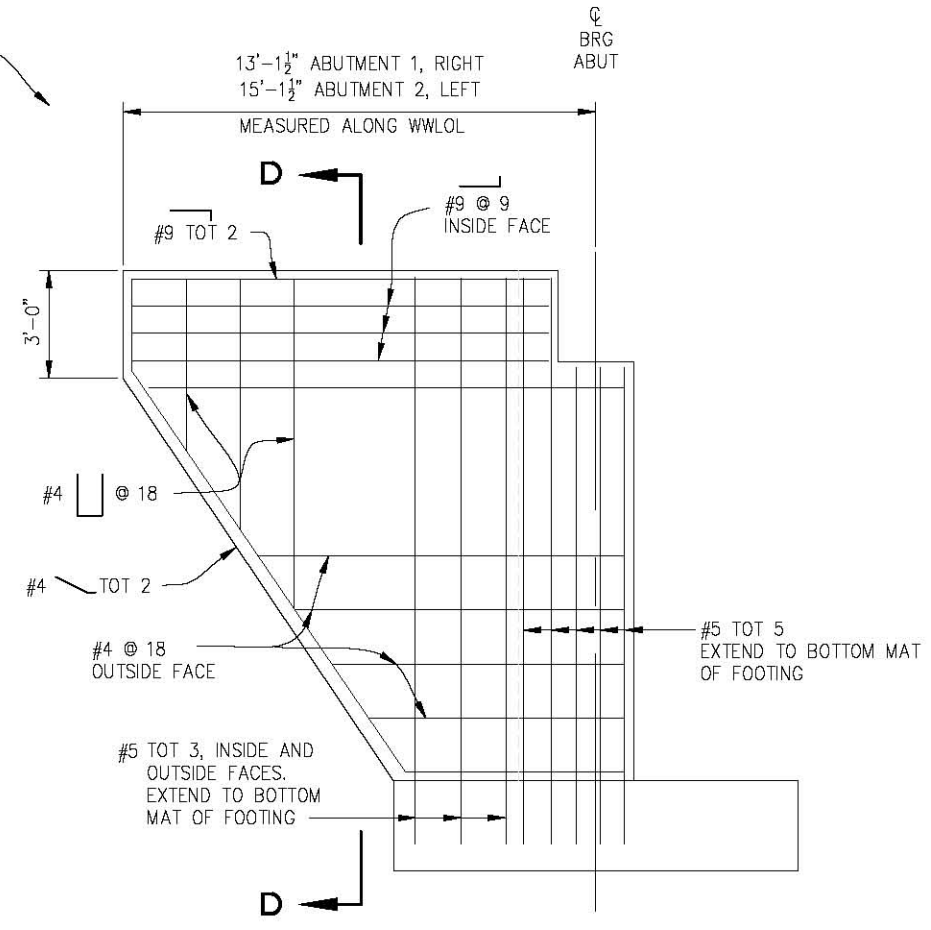 ℄
BRG
ABUT
13'-1½" ABUTMENT 1, RIGHT
15'-1½" ABUTMENT 2, LEFT
MEASURED ALONG WWLOL
D
#9 @ 9
INSIDE FACE
#9 TOT 2
3'-0"
#4 @ 18
#4 TOT 2
#4 @ 18
OUTSIDE FACE
#5 TOT 5
EXTEND TO BOTTOM MAT
OF FOOTING
#5 TOT 3, INSIDE AND
OUTSIDE FACES.
EXTEND TO BOTTOM
MAT OF FOOTING
D